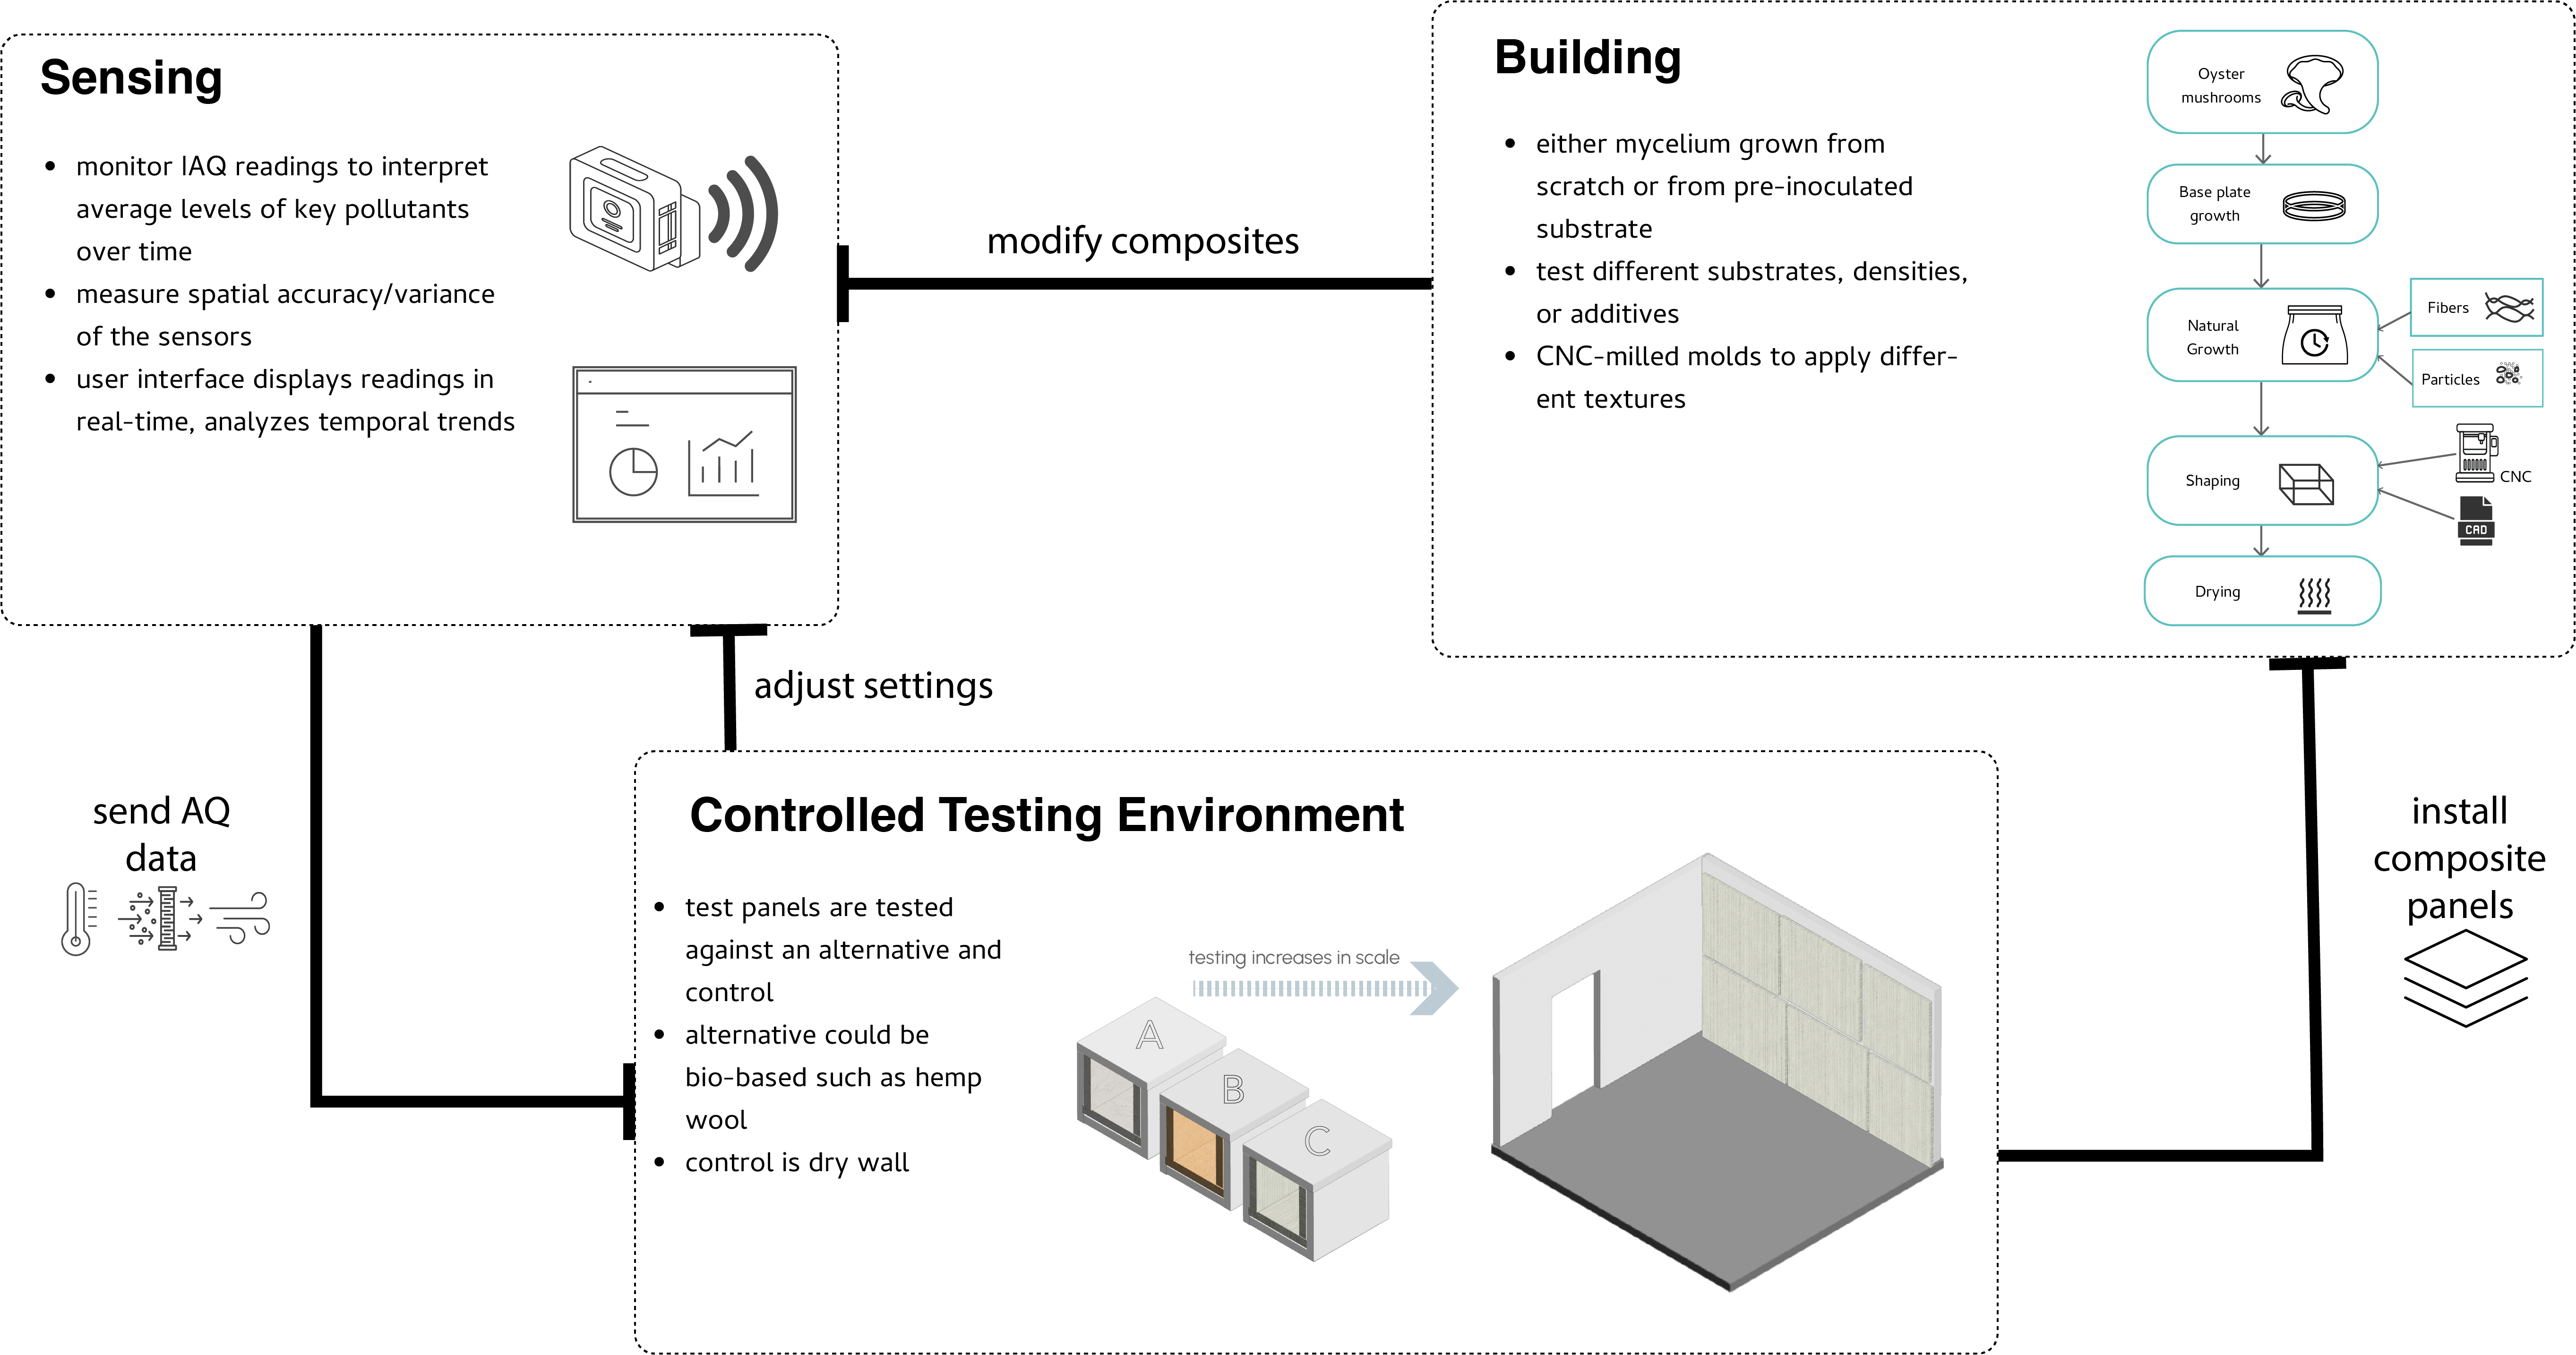 Sensing
monitor IAQ readings to interpret
average levels of key pollutants
over time
measure spatial accuracy/variance
of the sensors
user interface displays readings in
real-time, analyzes temporal trends
modify composites
Building
either mycelium grown from
scratch or from pre-inoculated
substrate
test different substrates, densities,
or additives
CNC-milled molds to apply differ-
ent textures
Oyster
mushrooms
Base plate
growth
Natural
Growth
Fibers
Particles
Shaping
CNC
CAD
Drying
adjust settings
send AQ
data
Controlled Testing Environment
test panels are tested
against an alternative and
control
alternative could be
bio-based such as hemp
wool
control is dry wall
testing increases in scale
A
B
C
install
composite
panels